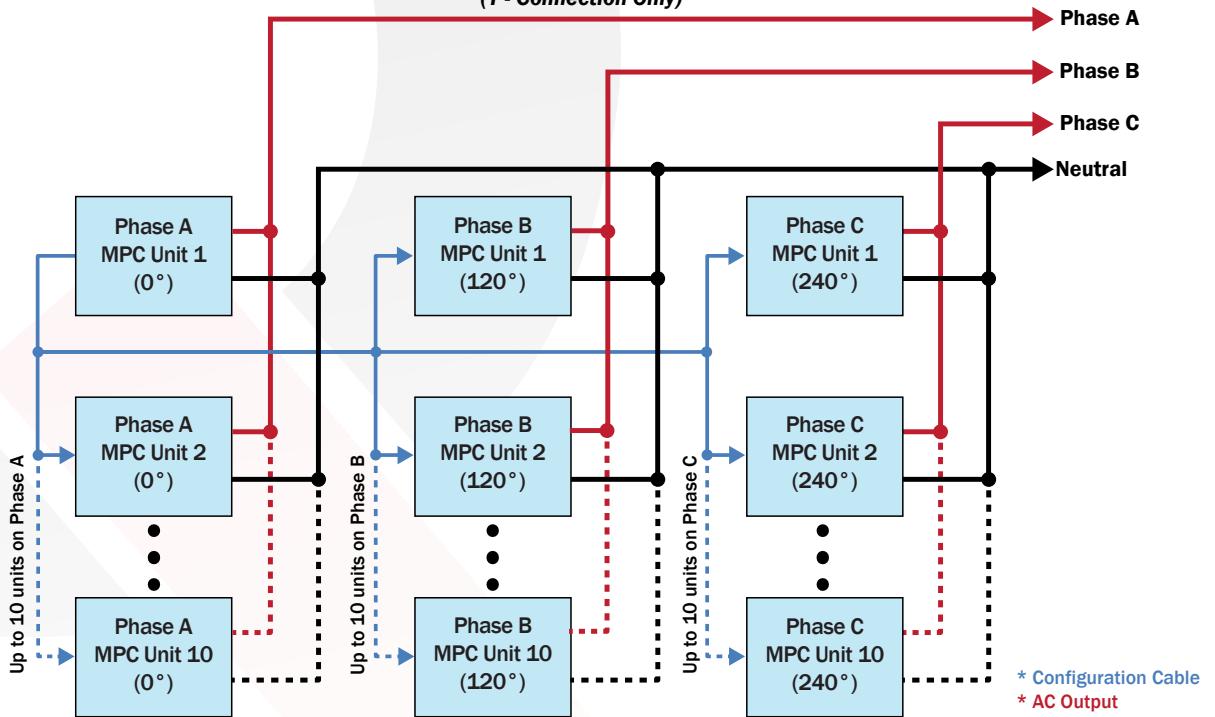 (Y - Connection Only)
Phase A
Phase B
Phase C
Neutral
Phase A
MPC Unit 1
(0°)
Phase B
MPC Unit 1
(120°)
Phase C
MPC Unit 1
(240°)
Phase A
MPC Unit 2
(0°)
Phase B
MPC Unit 2
(120°)
Phase C
MPC Unit 2
(240°)
Up to 10 units on Phase A
Up to 10 units on Phase B
Up to 10 units on Phase C
Phase A
MPC Unit 10
(0°)
Phase B
MPC Unit 10
(120°)
Phase C
MPC Unit 10
(240°)
* Configuration Cable
* AC Output